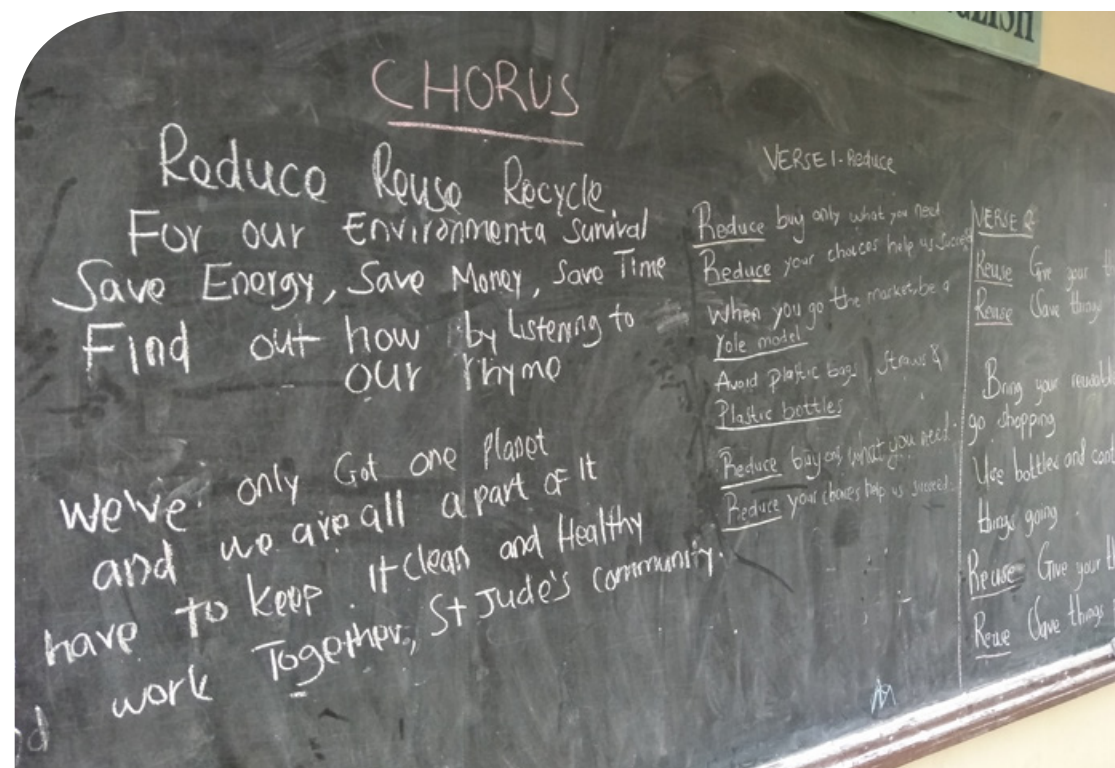 CHORUS
Reduce Reuse Recycle
For our Environmenta Survival
Save Energy, Save Money, Save Time
Find out how by Listening to
our rhyme
we've only Got one Planet
and we are all a part of It
have to keep it clean and Healthy
work Together, St Jude's community.
VERSE 1 - Reduce
Reduce buy only what you need
Reduce your choices help us succeed
When you go the market, be a
role model
Avoid plastic bags, straws &
Plastic bottles
Reduce buy what you need.
Reduce your choices help us succeed.
VERSE 2
Reuse Give your
Reuse Save things
Bring your
go shopping
Use bottles and
things going.
Reuse Give your
Reuse Save things